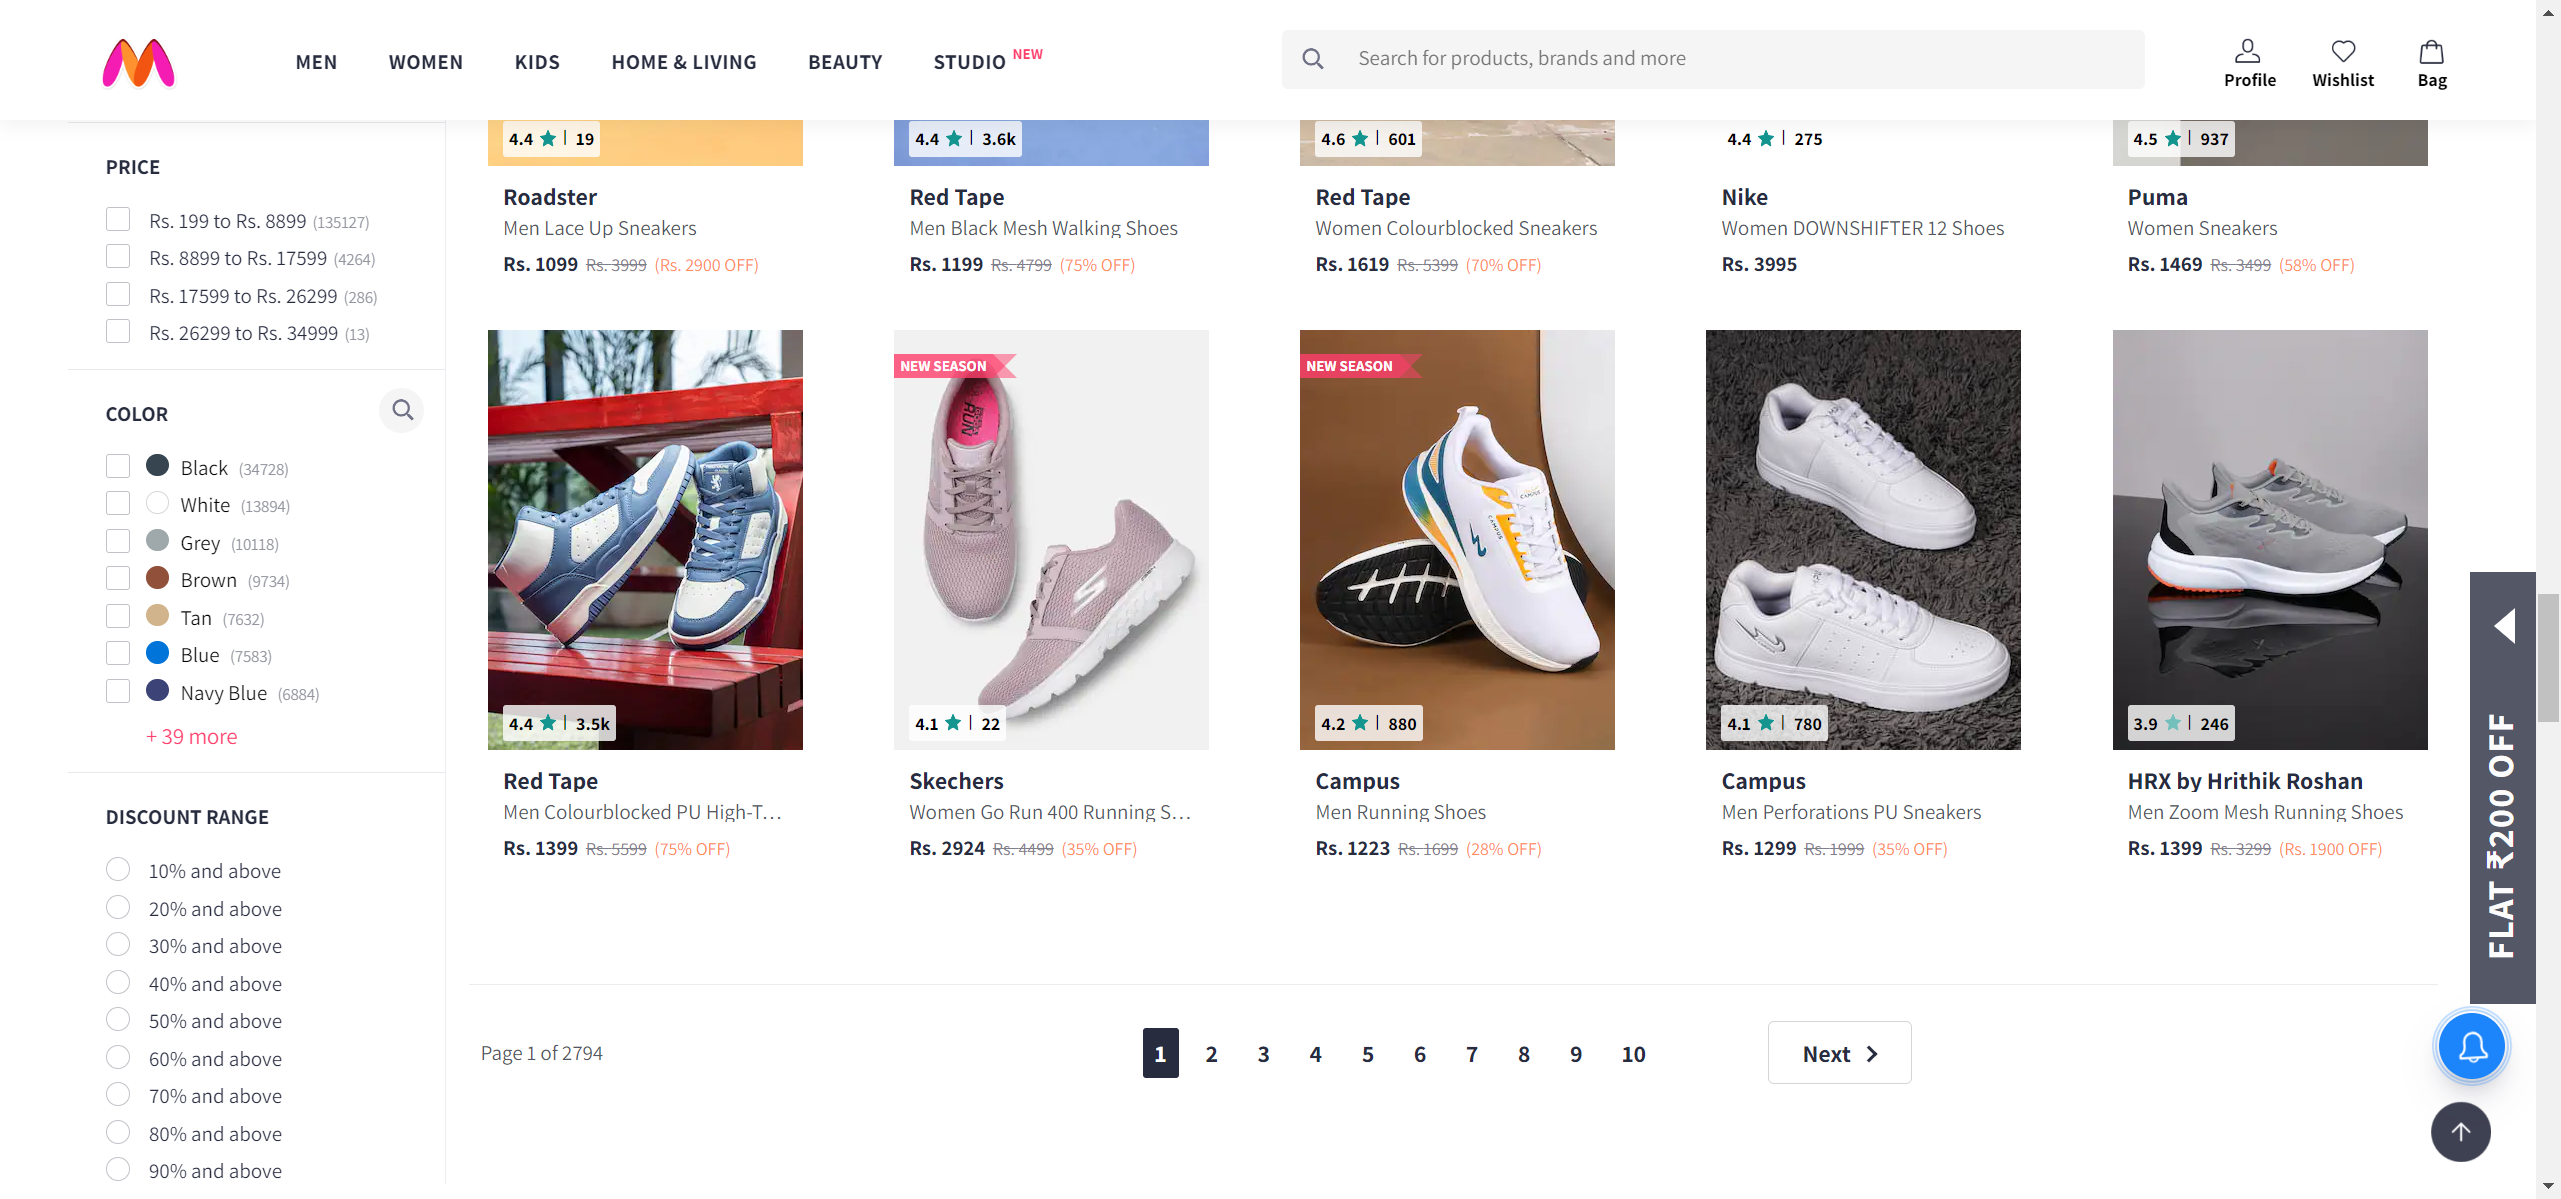 MEN WOMEN KIDS HOME & LIVING BEAUTY STUDIO NEW
Search for products, brands and more
Profile Wishlist Bag
PRICE
Rs. 199 to Rs. 8899 (135127)
Rs. 8899 to Rs. 17599 (4264)
Rs. 17599 to Rs. 26299 (286)
Rs. 26299 to Rs. 34999 (13)
COLOR
Black (34728)
White (13894)
Grey (10118)
Brown (9734)
Tan (7632)
Blue (7583)
Navy Blue (6884)
+ 39 more
DISCOUNT RANGE
10% and above
20% and above
30% and above
40% and above
50% and above
60% and above
70% and above
80% and above
90% and above
4.4 ★ | 19
Roadster
Men Lace Up Sneakers
Rs. 1099 Rs. 3999 (Rs. 2900 OFF)
4.4 ★ | 3.6k
Red Tape
Men Black Mesh Walking Shoes
Rs. 1199 Rs. 4799 (75% OFF)
4.6 ★ | 601
Red Tape
Women Colourblocked Sneakers
Rs. 1619 Rs. 5399 (70% OFF)
4.4 ★ | 275
Nike
Women DOWNSHIFTER 12 Shoes
Rs. 3995
4.5 ★ | 937
Puma
Women Sneakers
Rs. 1469 Rs. 3499 (58% OFF)
4.4 ★ | 3.5k
Red Tape
Men Colourblocked PU High-T...
Rs. 1399 Rs. 5599 (75% OFF)
NEW SEASON
RUN
4.1 ★ | 22
Skechers
Women Go Run 400 Running S...
Rs. 2924 Rs. 4499 (35% OFF)
NEW SEASON
CAMPUS
CAMPUS
4.2 ★ | 880
Campus
Men Running Shoes
Rs. 1223 Rs. 1699 (28% OFF)
4.1 ★ | 780
Campus
Men Perforations PU Sneakers
Rs. 1299 Rs. 1999 (35% OFF)
3.9 ★ | 246
HRX by Hrithik Roshan
Men Zoom Mesh Running Shoes
Rs. 1399 Rs. 3299 (Rs. 1900 OFF)
FLAT ₹200 OFF
Page 1 of 2794
1 2 3 4 5 6 7 8 9 10
Next